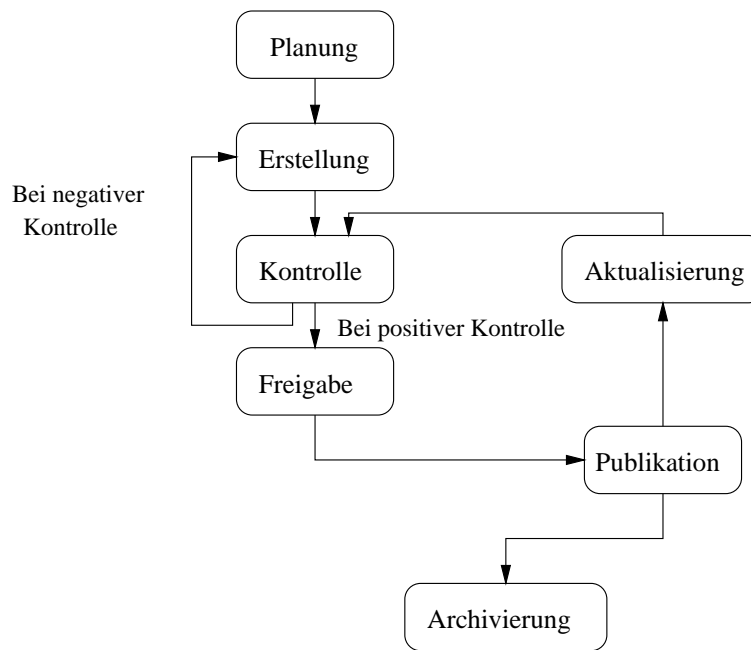 Planung
Erstellung
Bei negativer
Kontrolle
Kontrolle
Aktualisierung
Bei positiver Kontrolle
Freigabe
Publikation
Archivierung